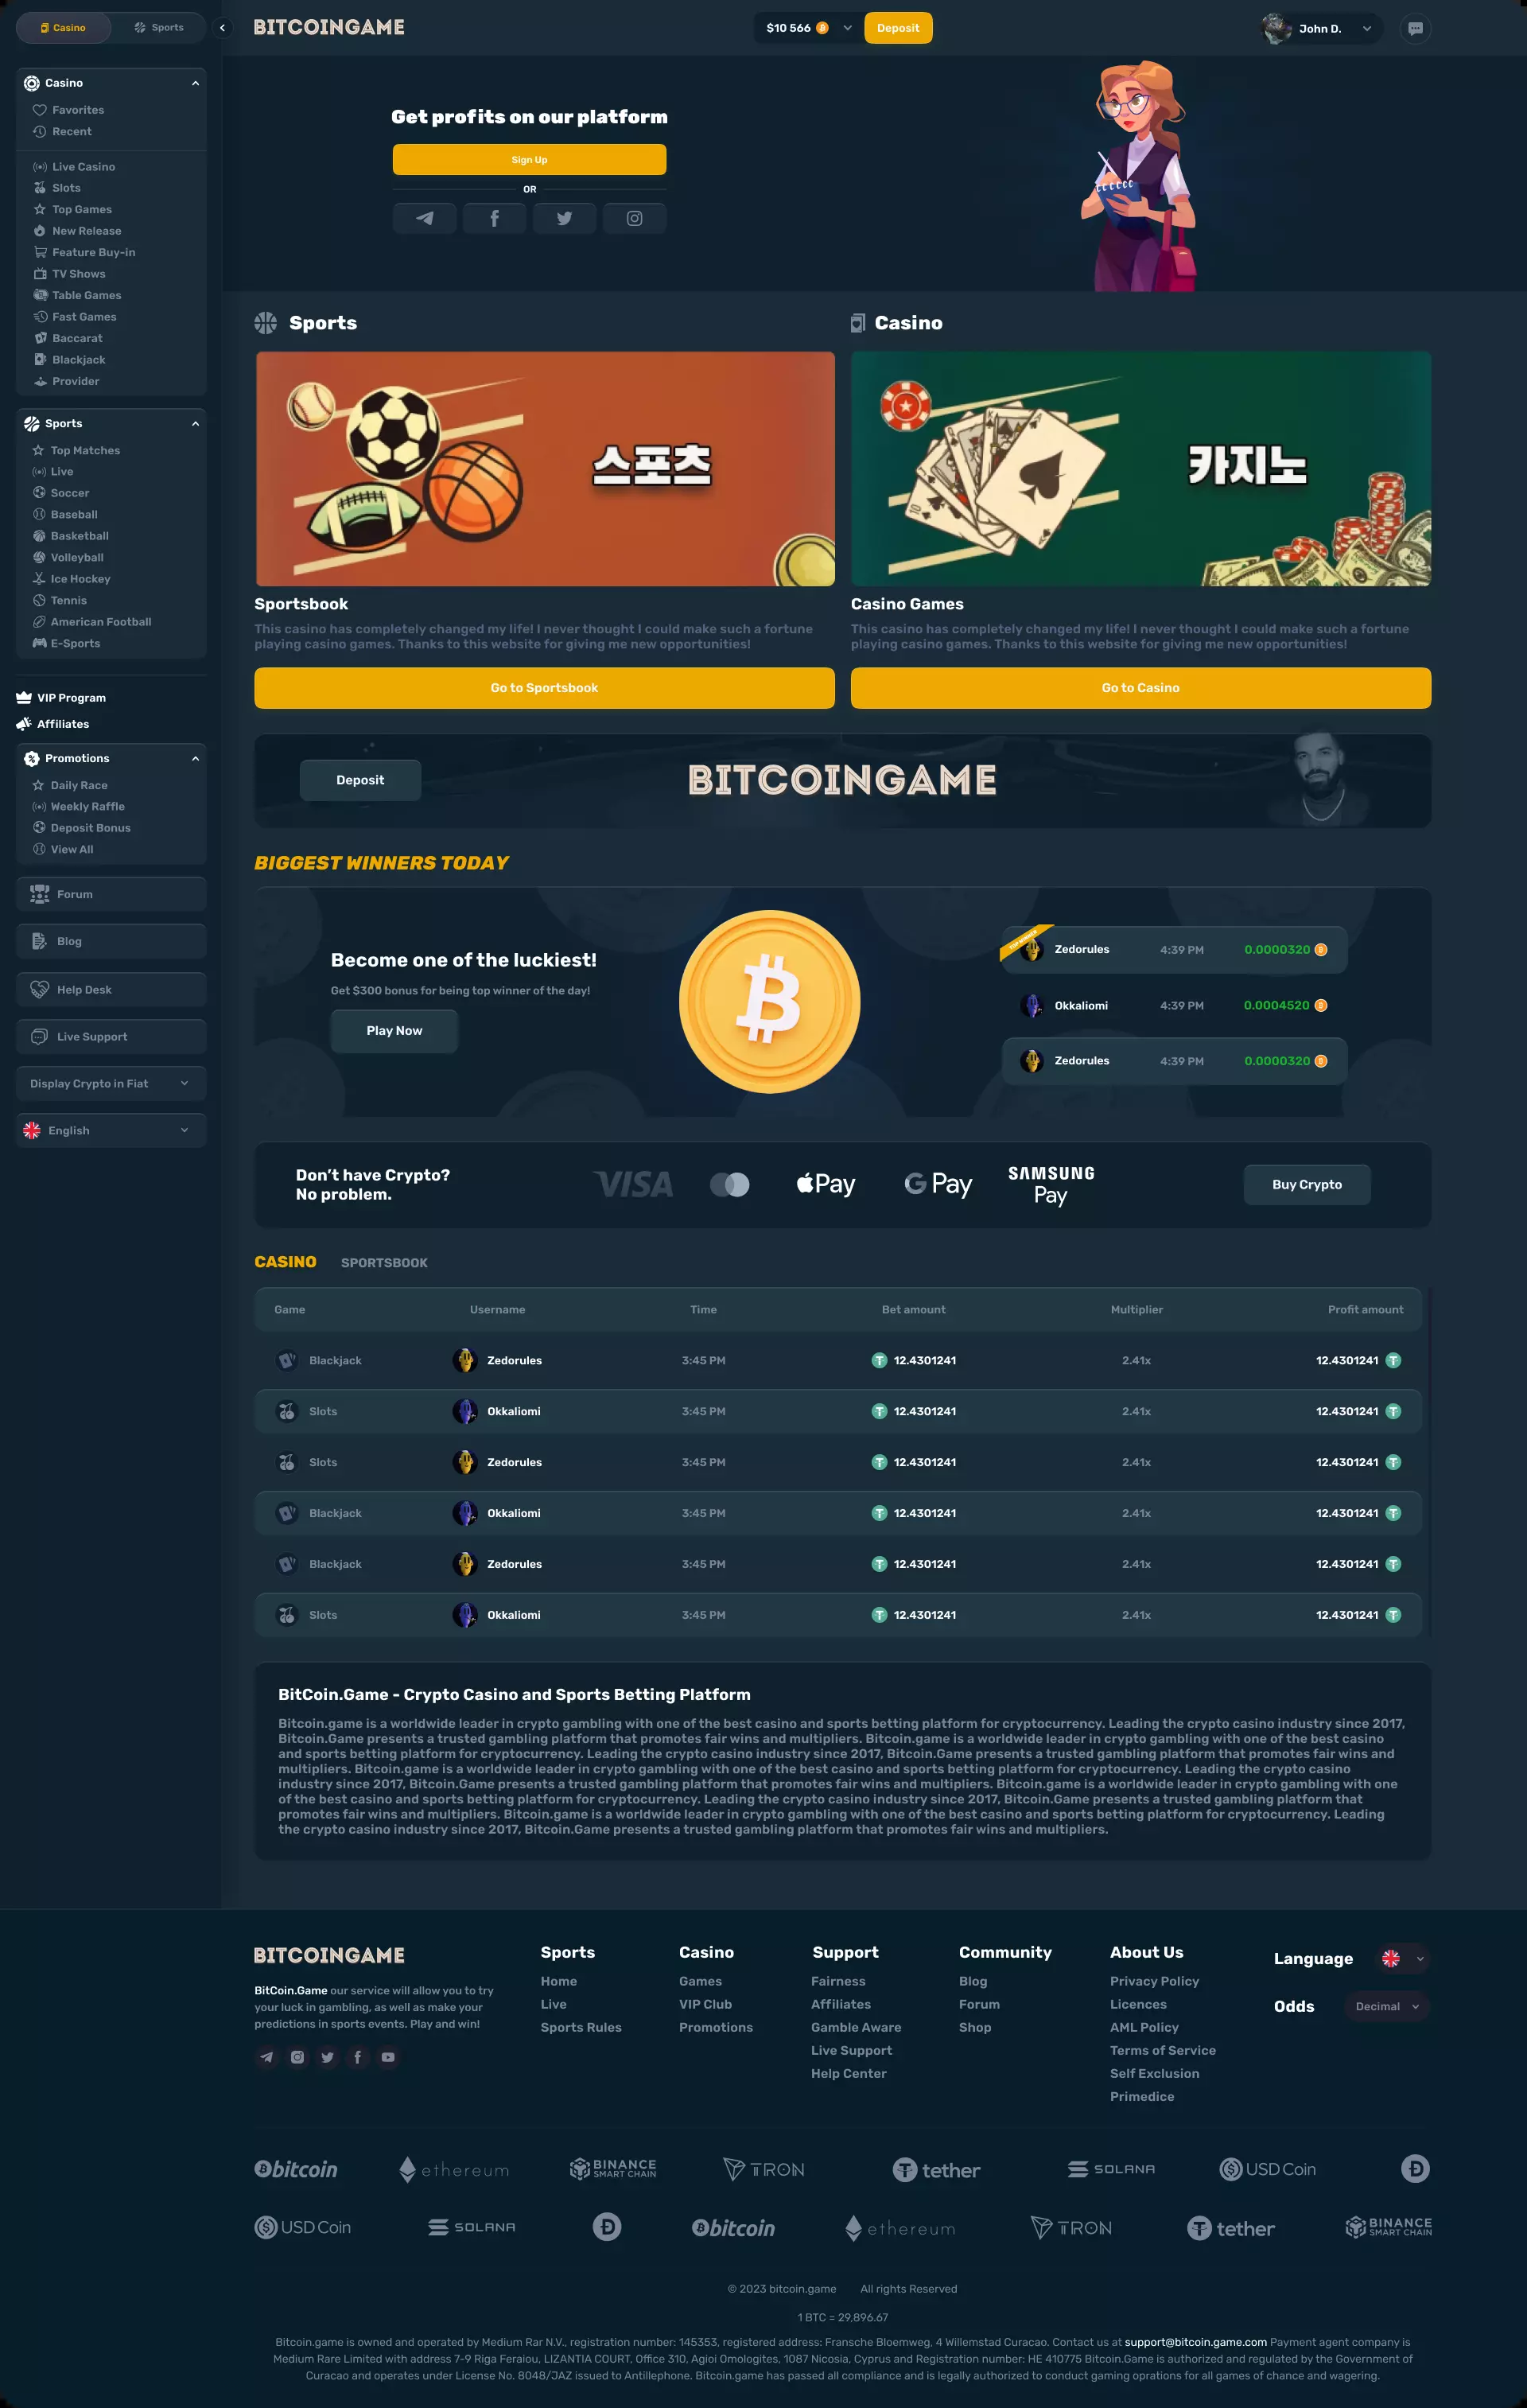 Casino
Sports
BITCOINGAME
$10 566
Deposit
John D.
Casino
Favorites
Recent
Live Casino
Slots
Top Games
New Release
Feature Buy-in
TV Shows
Table Games
Fast Games
Baccarat
Blackjack
Provider
Sports
Top Matches
Live
Soccer
Baseball
Basketball
Volleyball
Ice Hockey
Tennis
American Football
E-Sports
VIP Program
Affiliates
Promotions
Daily Race
Weekly Raffle
Deposit Bonus
View All
Forum
Blog
Help Desk
Live Support
Display Crypto in Fiat
English
Get profits on our platform
Sign Up
OR
Sports
스포츠
Sportsbook
This casino has completely changed my life! I never thought I could make such a fortune
playing casino games. Thanks to this website for giving me new opportunities!
Go to Sportsbook
Casino
카지노
Casino Games
This casino has completely changed my life! I never thought I could make such a fortune
playing casino games. Thanks to this website for giving me new opportunities!
Go to Casino
Deposit
BITCOINGAME
BIGGEST WINNERS TODAY
Become one of the luckiest!
Get $300 bonus for being top winner of the day!
Play Now
TOP WINNER
Zedorules 4:39 PM 0.0000320
Okkaliomi 4:39 PM 0.0004520
Zedorules 4:39 PM 0.0000320
Don't have Crypto?
No problem.
VISA
Pay
G Pay
SAMSUNG
Pay
Buy Crypto
CASINO SPORTSBOOK
Game Username Time Bet amount Multiplier Profit amount
Blackjack Zedorules 3:45 PM 12.4301241 2.41x 12.4301241
Slots Okkaliomi 3:45 PM 12.4301241 2.41x 12.4301241
Slots Zedorules 3:45 PM 12.4301241 2.41x 12.4301241
Blackjack Okkaliomi 3:45 PM 12.4301241 2.41x 12.4301241
Blackjack Zedorules 3:45 PM 12.4301241 2.41x 12.4301241
Slots Okkaliomi 3:45 PM 12.4301241 2.41x 12.4301241
BitCoin.Game - Crypto Casino and Sports Betting Platform
Bitcoin.game is a worldwide leader in crypto gambling with one of the best casino and sports betting platform for cryptocurrency. Leading the crypto casino industry since 2017,
Bitcoin.Game presents a trusted gambling platform that promotes fair wins and multipliers. Bitcoin.game is a worldwide leader in crypto gambling with one of the best casino
and sports betting platform for cryptocurrency. Leading the crypto casino industry since 2017, Bitcoin.Game presents a trusted gambling platform that promotes fair wins and
multipliers. Bitcoin.game is a worldwide leader in crypto gambling with one of the best casino and sports betting platform for cryptocurrency. Leading the crypto casino
industry since 2017, Bitcoin.Game presents a trusted gambling platform that promotes fair wins and multipliers. Bitcoin.game is a worldwide leader in crypto gambling with one
of the best casino and sports betting platform for cryptocurrency. Leading the crypto casino industry since 2017, Bitcoin.Game presents a trusted gambling platform that
promotes fair wins and multipliers. Bitcoin.game is a worldwide leader in crypto gambling with one of the best casino and sports betting platform for cryptocurrency. Leading
the crypto casino industry since 2017, Bitcoin.Game presents a trusted gambling platform that promotes fair wins and multipliers.
BITCOINGAME
BitCoin.Game our service will allow you to try
your luck in gambling, as well as make your
predictions in sports events. Play and win!
Sports
Home
Live
Sports Rules
Casino
Games
VIP Club
Promotions
Support
Fairness
Affiliates
Gamble Aware
Live Support
Help Center
Community
Blog
Forum
Shop
About Us
Privacy Policy
Licences
AML Policy
Terms of Service
Self Exclusion
Primedice
Language
Odds Decimal
bitcoin
ethereum
BINANCE
SMART CHAIN
TRON
tether
SOLANA
USD Coin
USD Coin
SOLANA
bitcoin
ethereum
TRON
tether
BINANCE
SMART CHAIN
© 2023 bitcoin.game All rights Reserved
1 BTC = 29,896.67
Bitcoin.game is owned and operated by Medium Rar N.V., registration number: 145353, registered address: Fransche Bloemweg, 4 Willemstad Curacao. Contact us at support@bitcoin.game.com Payment agent company is
Medium Rare Limited with address 7-9 Riga Feraiou, LIZANTIA COURT, Office 310, Agioi Omologites, 1087 Nicosia, Cyprus and Registration number: HE 410775 Bitcoin.Game is authorized and regulated by the Government of
Curacao and operates under License No. 8048/JAZ issued to Antillephone. Bitcoin.game has passed all compliance and is legally authorized to conduct gaming oprations for all games of chance and wagering.